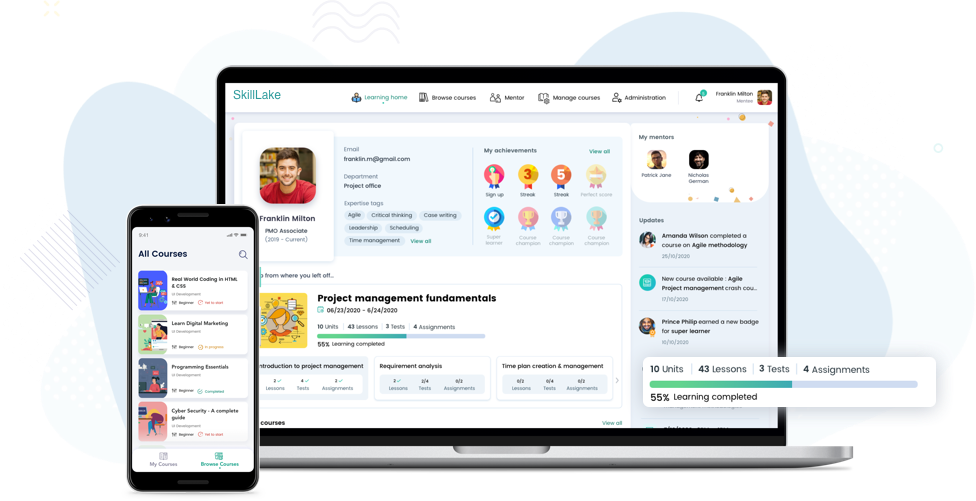 SkillLake
Learning home
Browse courses
Mentor
Manage courses
Administration
Franklin Milton
Mentee
Franklin Milton
PMO Associate
(2019 - Current)
Email
franklin.m@gmail.com
Department
Project office
Expertise tags
Agile
Critical thinking
Case writing
Leadership
Scheduling
Time management
View all
My achievements
View all
Sign up
3
Streak
5
Streak
Perfect score
Super
learner
Course
champion
Course
champion
Course
champion
My mentors
Patrick Jane
Nicholas
German
Updates
Amanda Wilson completed a
course on Agile methodology
25/10/2020
New course available : Agile
Project management crash cou...
17/10/2020
Prince Philip earned a new badge
for super learner
10/10/2020
from where you left off...
Project management fundamentals
06/23/2020 - 6/24/2020
10 Units
43 Lessons
3 Tests
4 Assignments
55% Learning completed
ntroduction to project management
2
Lessons
4
Tests
2
Assignments
Requirement analysis
2
Lessons
2/4
Tests
0/2
Assignments
Time plan creation & management
0/2
Lessons
0/4
Tests
0/2
Assignments
courses
View all
10 Units
43 Lessons
3 Tests
4 Assignments
55% Learning completed
9:41
All Courses
Real World Coding in HTML
& CSS
UI Development
Beginner
Yet to start
Learn Digital Marketing
UI Development
Beginner
In progress
Programming Essentials
UI Development
Beginner
Completed
Cyber Security - A complete
guide
UI Development
Beginner
Yet to start
My Courses
Browse Courses